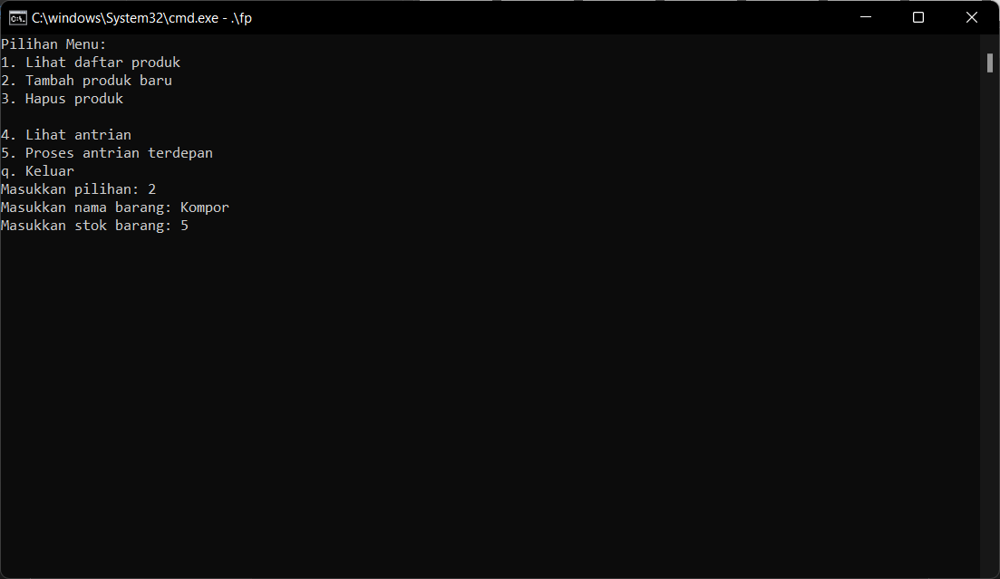 C:\windows\System32\cmd.exe - .\fp
Pilihan Menu:
1. Lihat daftar produk
2. Tambah produk baru
3. Hapus produk
4. Lihat antrian
5. Proses antrian terdepan
q. Keluar
Masukkan pilihan: 2
Masukkan nama barang: Kompor
Masukkan stok barang: 5